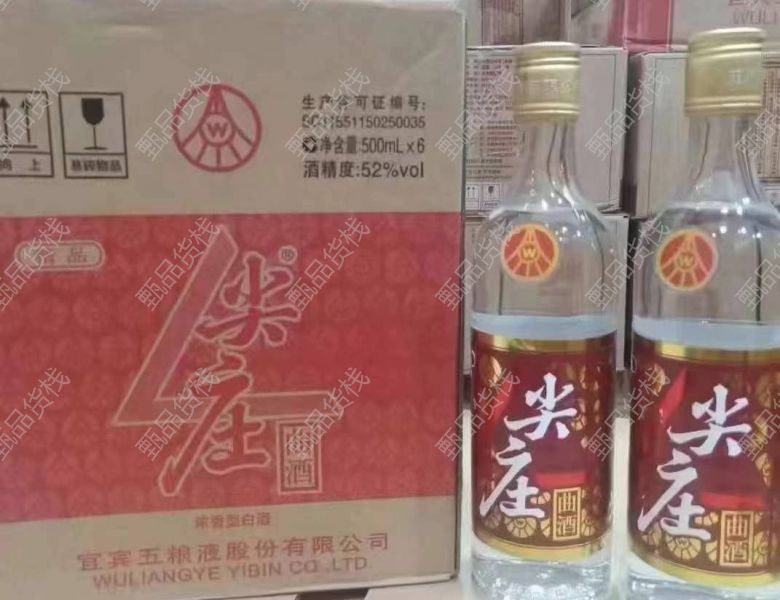 生产许可证编号:
SC11551150250035
净含量:500mL×6
酒精度:52%vol
向 上
易碎物品
W
尖庄
®
曲酒
浓香型白酒
宜宾五粮液股份有限公司
WULIANGYE YIBIN CO.,LTD.
W
尖庄
曲酒
W
尖庄
曲酒
甄品货栈